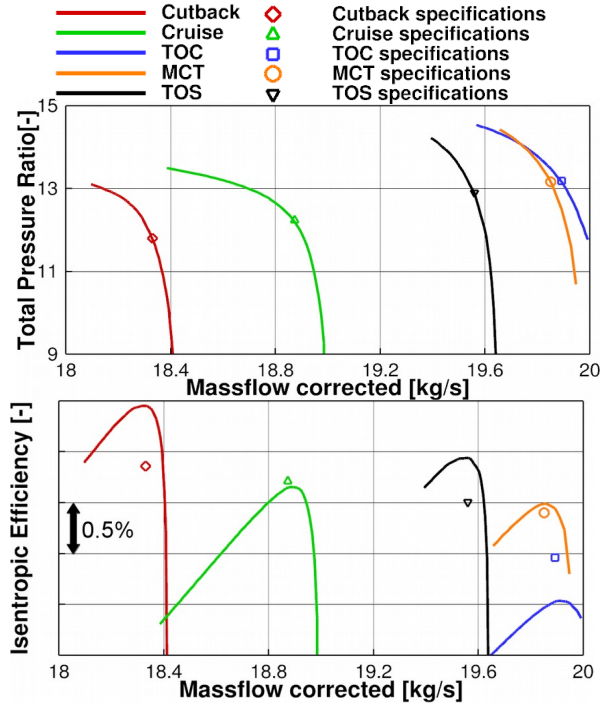 Cutback Cutback specifications
Cruise Cruise specifications
TOC TOC specifications
MCT MCT specifications
TOS TOS specifications
15
13
11
9
Total Pressure Ratio[-]
18 18.4 18.8 19.2 19.6 20
Massflow corrected [kg/s]
Isentropic Efficiency [-]
0.5%
18 18.4 18.8 19.2 19.6 20
Massflow corrected [kg/s]